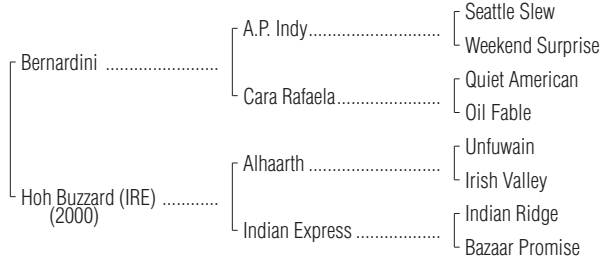 Seattle Slew
A.P. Indy..............................
Weekend Surprise
Bernardini .........................
Quiet American
Cara Rafaela.......................
Oil Fable
Unfuwain
Alhaarth .............................
Irish Valley
Hoh Buzzard (IRE) ............
(2000)
Indian Ridge
Indian Express ...................
Bazaar Promise